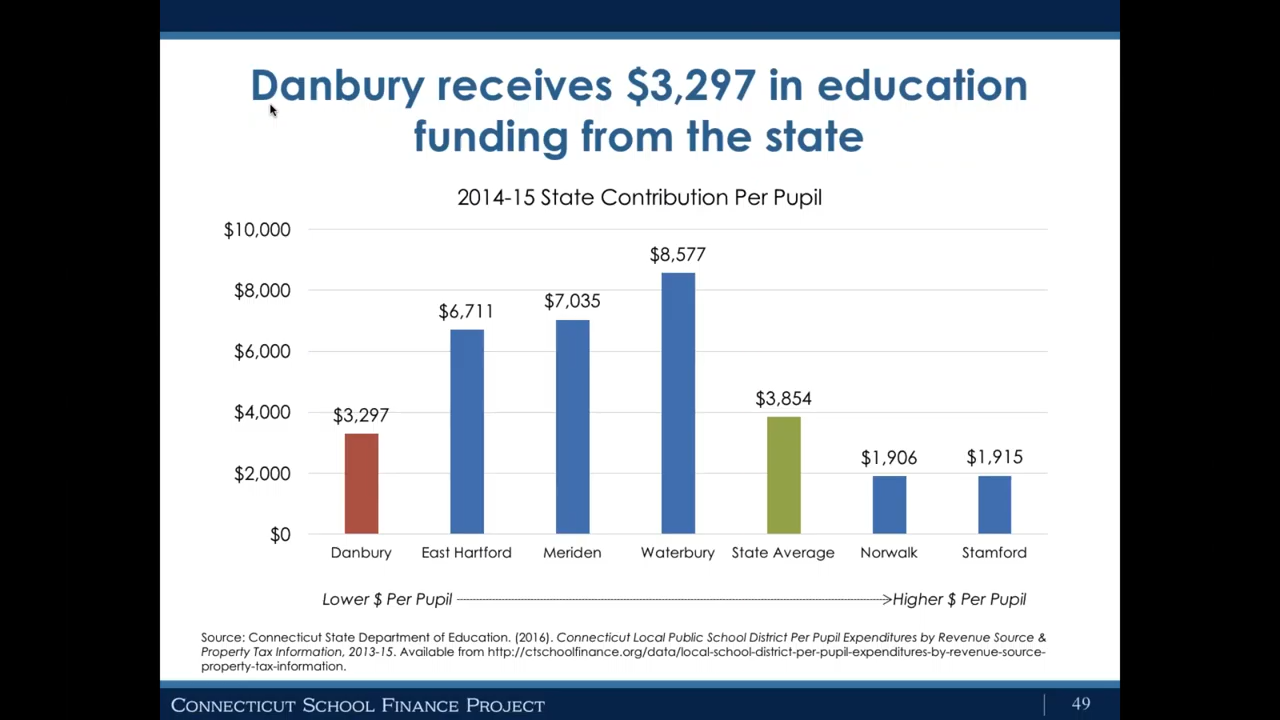 Danbury receives $3,297 in education
funding from the state
2014-15 State Contribution Per Pupil
$10,000
$8,000
$6,000
$4,000
$2,000
$0
$3,297
$6,711
$7,035
$8,577
$3,854
$1,906
$1,915
Danbury
East Hartford
Meriden
Waterbury
State Average
Norwalk
Stamford
Lower $ Per Pupil
Higher $ Per Pupil
Source: Connecticut State Department of Education. (2016). Connecticut Local Public School District Per Pupil Expenditures by Revenue Source &
Property Tax Information, 2013-15. Available from http://ctschoolfinance.org/data/local-school-district-per-pupil-expenditures-by-revenue-source-
property-tax-information.
CONNECTICUT SCHOOL FINANCE PROJECT
49